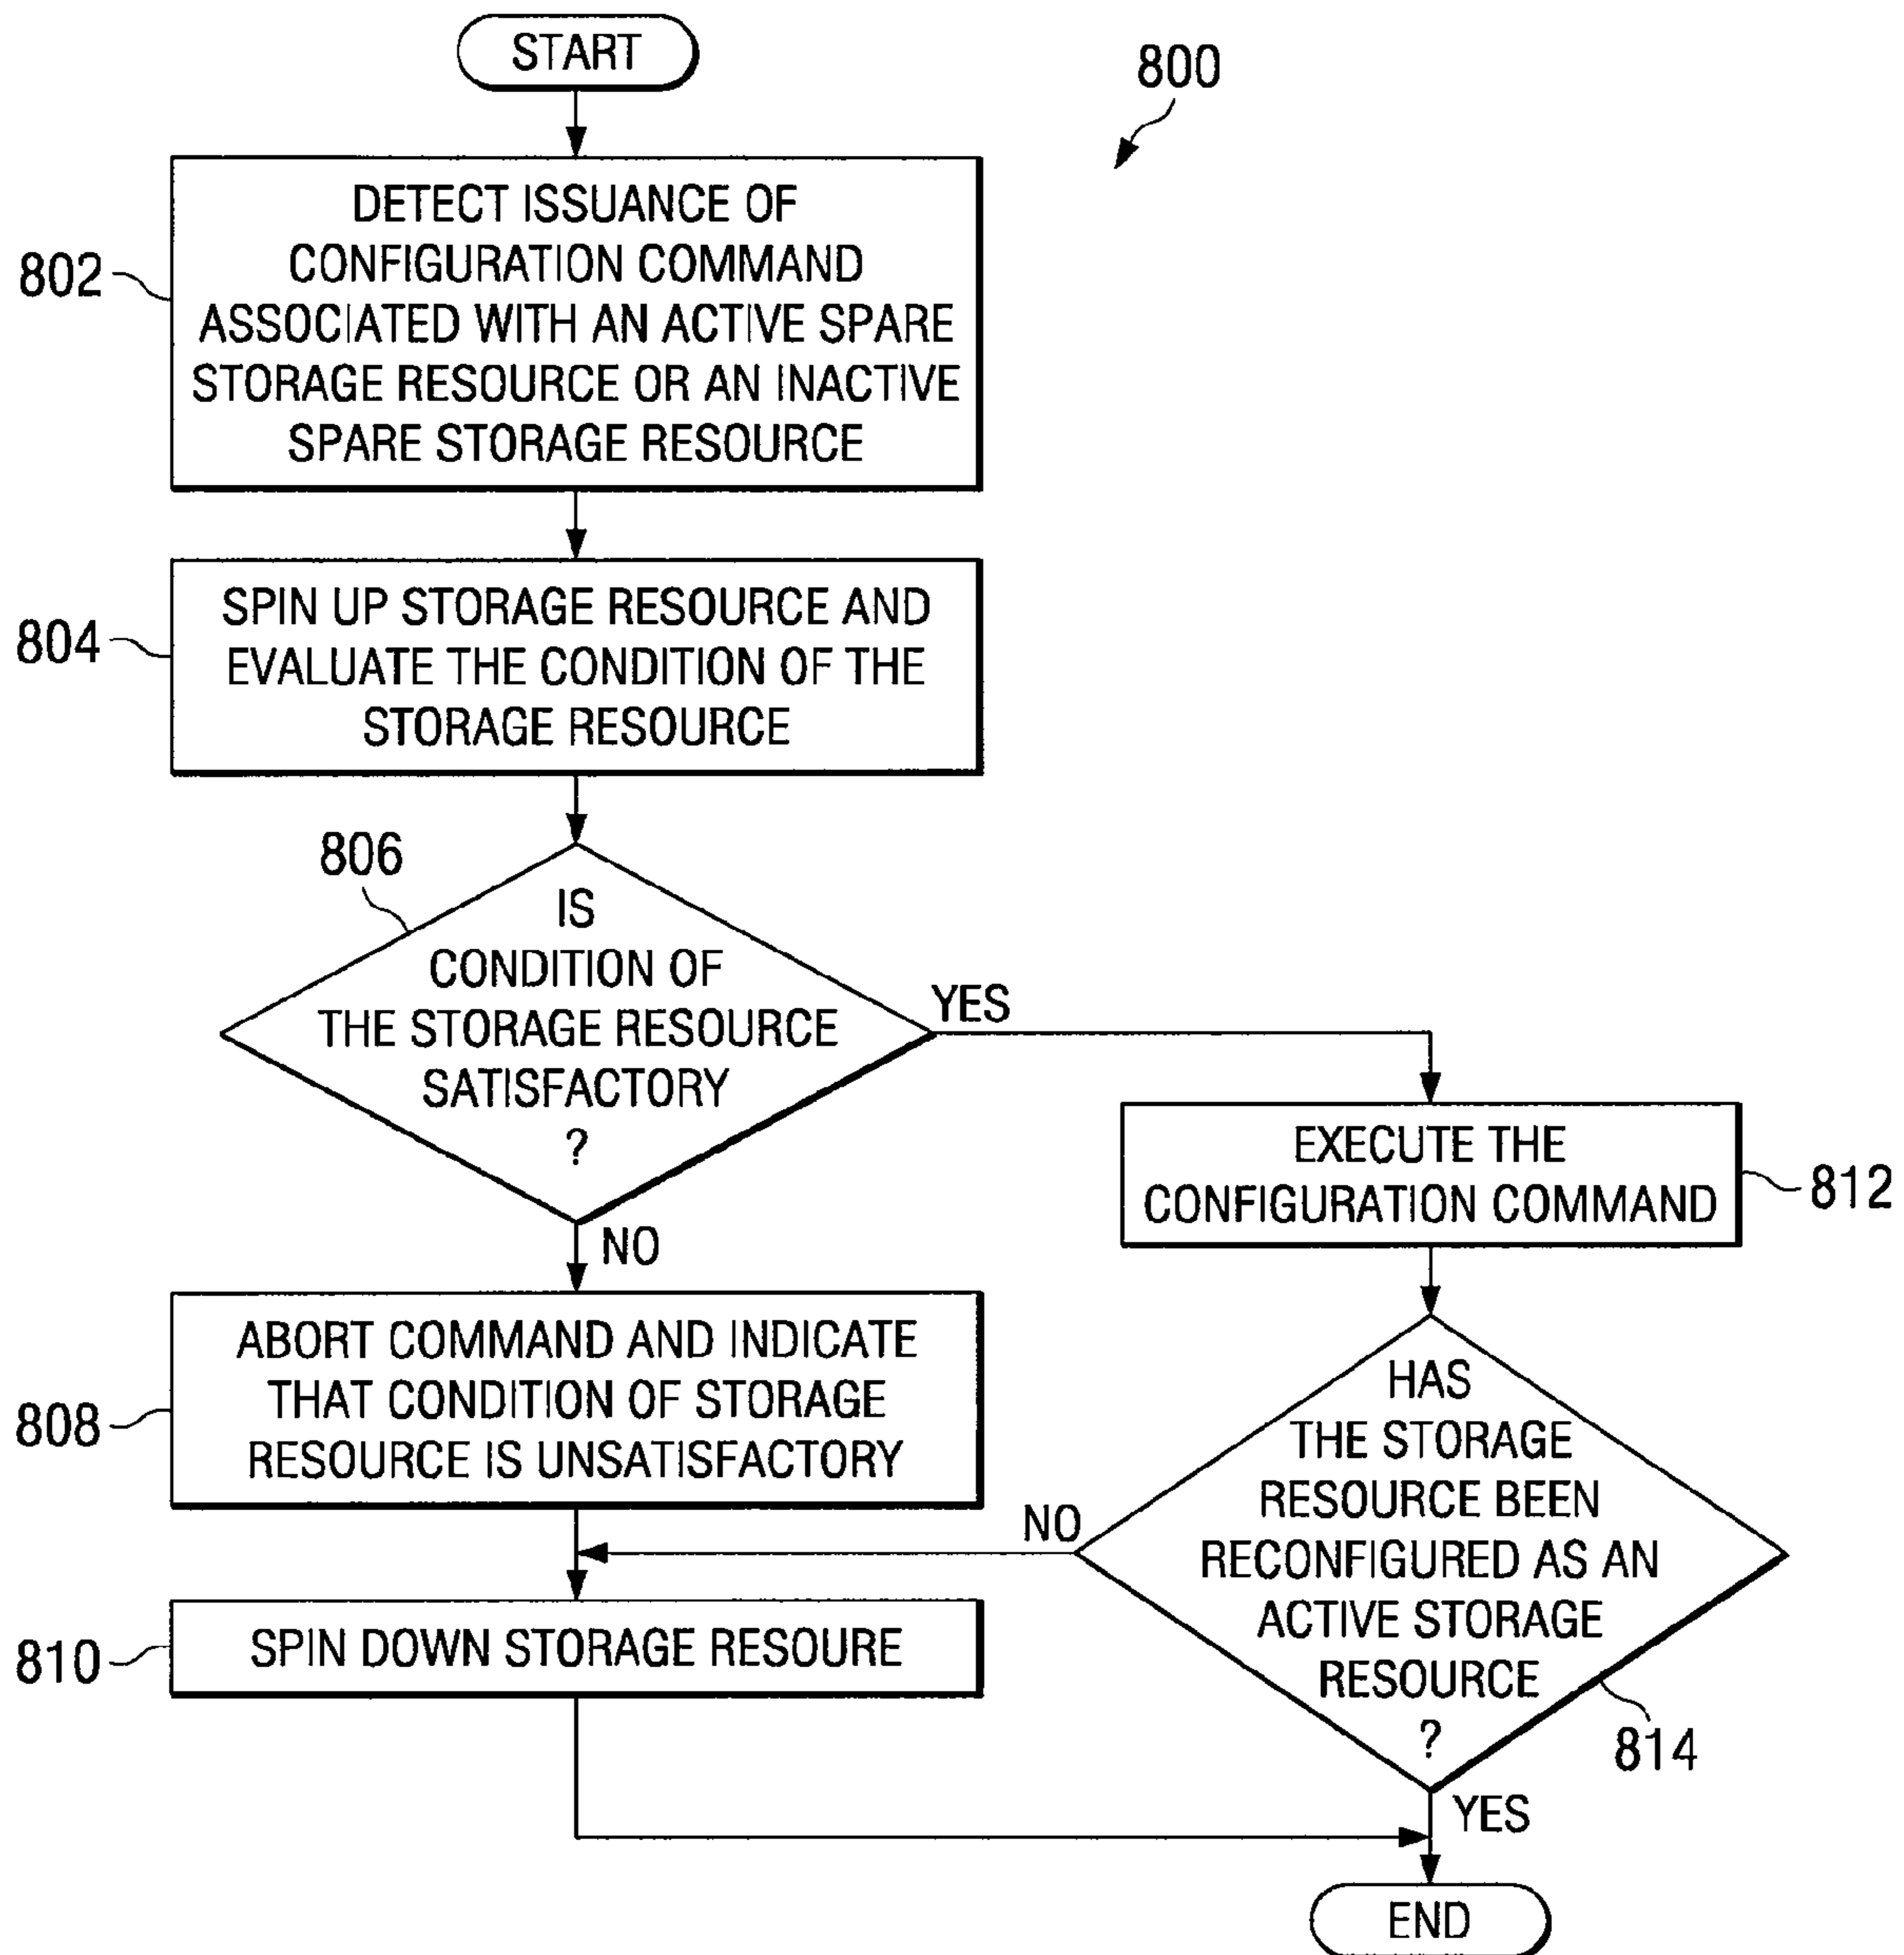 START
800
802
DETECT ISSUANCE OF
CONFIGURATION COMMAND
ASSOCIATED WITH AN ACTIVE SPARE
STORAGE RESOURCE OR AN INACTIVE
SPARE STORAGE RESOURCE
804
SPIN UP STORAGE RESOURCE AND
EVALUATE THE CONDITION OF THE
STORAGE RESOURCE
806
IS
CONDITION OF
THE STORAGE RESOURCE
SATISFACTORY
?
YES
NO
EXECUTE THE
CONFIGURATION COMMAND
812
808
ABORT COMMAND AND INDICATE
THAT CONDITION OF STORAGE
RESOURCE IS UNSATISFACTORY
HAS
THE STORAGE
RESOURCE BEEN
RECONFIGURED AS AN
ACTIVE STORAGE
RESOURCE
?
814
NO
YES
810
SPIN DOWN STORAGE RESOURE
END